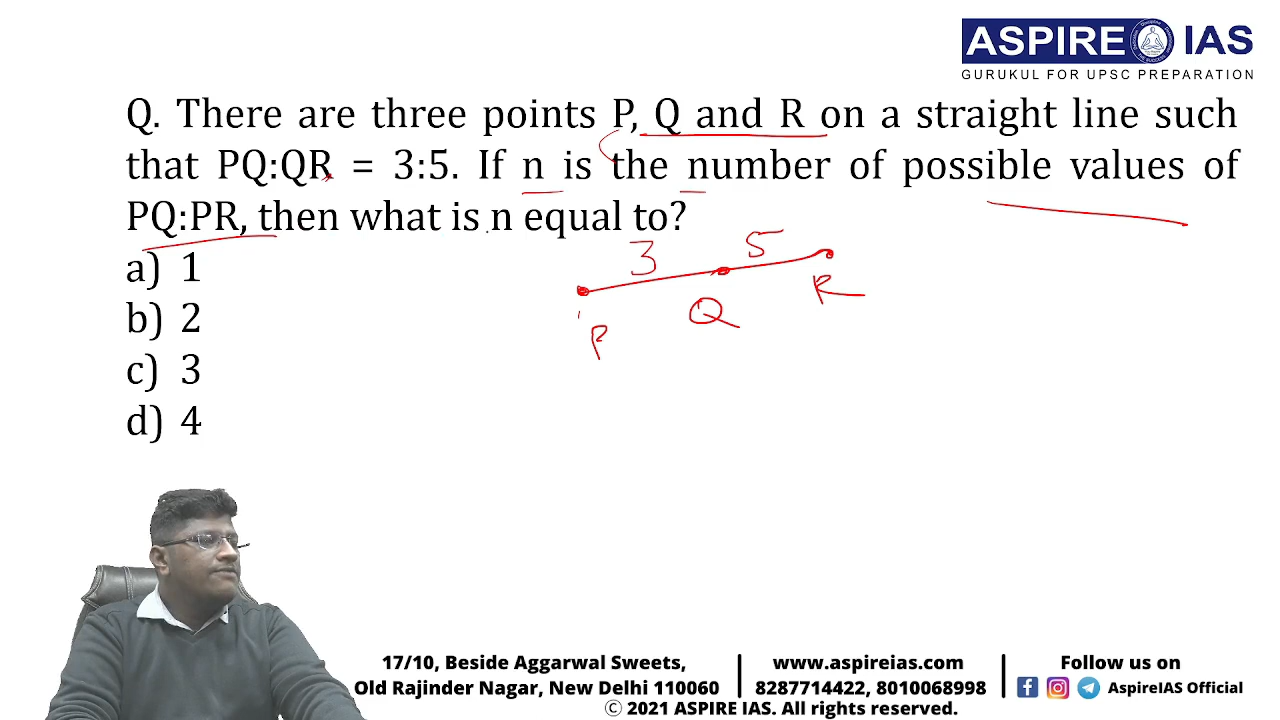 ASPIRE IAS
GURUKUL FOR UPSC PREPARATION
Q. There are three points P, Q and R on a straight line such
that PQ:QR = 3:5. If n is the number of possible values of
PQ:PR, then what is n equal to?
a) 1
b) 2
c) 3
d) 4
3 5
P Q R
17/10, Beside Aggarwal Sweets,
Old Rajinder Nagar, New Delhi 110060
www.aspireias.com
8287714422, 8010068998
Follow us on
AspireIAS Official
Ⓒ 2021 ASPIRE IAS. All rights reserved.